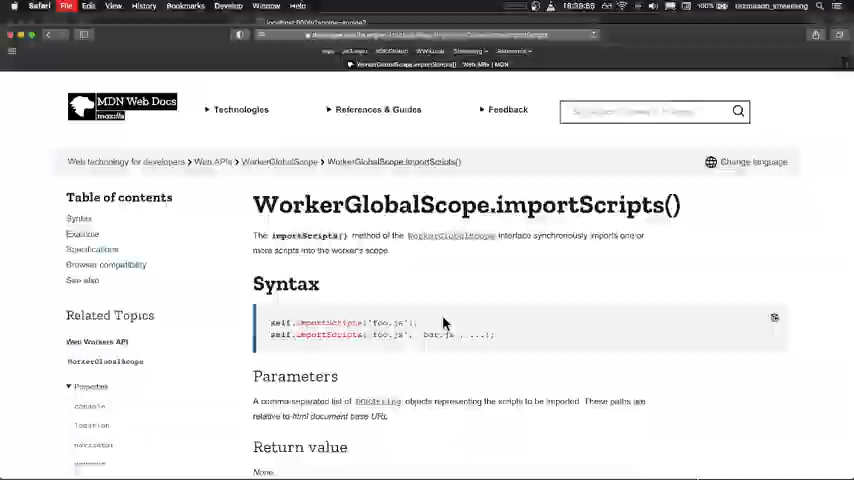 Safari File Edit View History Bookmarks Develop Window Help
WorkerGlobalScope.importScripts() - Web APIs | MDN
MDN Web Docs
moz://a
Technologies
References & Guides
Feedback
Web technology for developers > Web APIs > WorkerGlobalScope > WorkerGlobalScope.importScripts()
Change language
Table of contents
Syntax
Example
Specifications
Browser compatibility
See also
Related Topics
Web Workers API
WorkerGlobalScope
Properties
console
location
navigator
WorkerGlobalScope.importScripts()
The importScripts() method of the WorkerGlobalScope interface synchronously imports one or
more scripts into the worker's scope.
Syntax
self.importScripts('foo.js');
self.importScripts('foo.js', 'bar.js', ...);
Parameters
A comma-separated list of DOMString objects representing the scripts to be imported. These paths are
relative to html document base URL.
Return value
None.